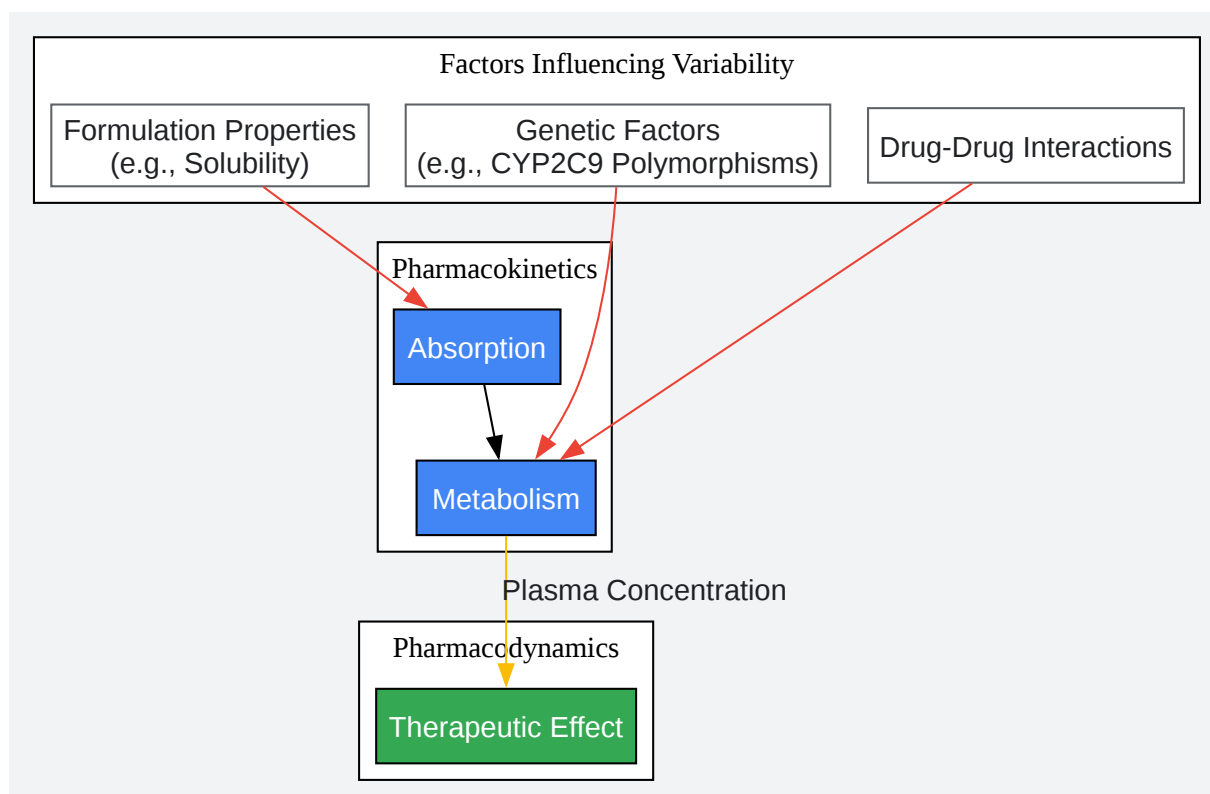 Factors Influencing Variability
Formulation Properties
(e.g., Solubility)
Genetic Factors
(e.g., CYP2C9 Polymorphisms)
Drug-Drug Interactions
Pharmacokinetics
Absorption
Metabolism
Plasma Concentration
Pharmacodynamics
Therapeutic Effect